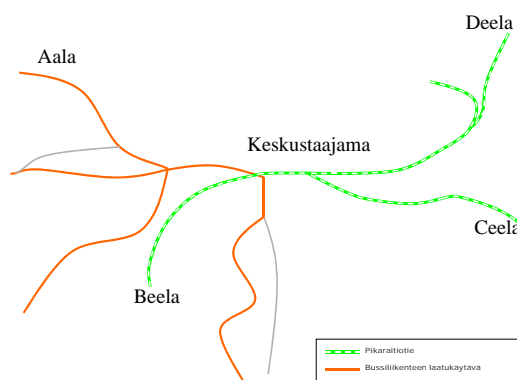 Deela
Aala
Keskustaajama
Ceela
Beela
Pikaraitiotie
Bussiliikenteen laatukäytävä